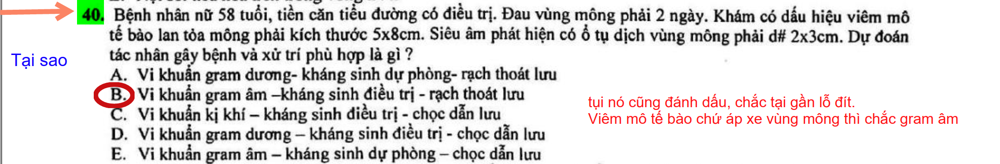 40. Bệnh nhân nữ 58 tuổi, tiền căn tiểu đường có điều trị. Đau vùng mông phải 2 ngày. Khám có dấu hiệu viêm mô
tế bào lan tỏa mông phải kích thước 5x8cm. Siêu âm phát hiện có ổ tụ dịch vùng mông phải d# 2x3cm. Dự đoán
tác nhân gây bệnh và xử trí phù hợp là gì ?
Tại sao
A. Vi khuẩn gram dương- kháng sinh dự phòng- rạch thoát lưu
B. Vi khuẩn gram âm –kháng sinh điều trị - rạch thoát lưu
tụi nó cũng đánh dấu, chắc tại gần lỗ đít.
C. Vi khuẩn kị khí – kháng sinh điều trị - chọc dẫn lưu
Viêm mô tế bào chứ áp xe vùng mông thì chắc gram âm
D. Vi khuẩn gram dương – kháng sinh điều trị - chọc dẫn lưu
E. Vi khuẩn gram âm – kháng sinh dự phòng – chọc dẫn lưu